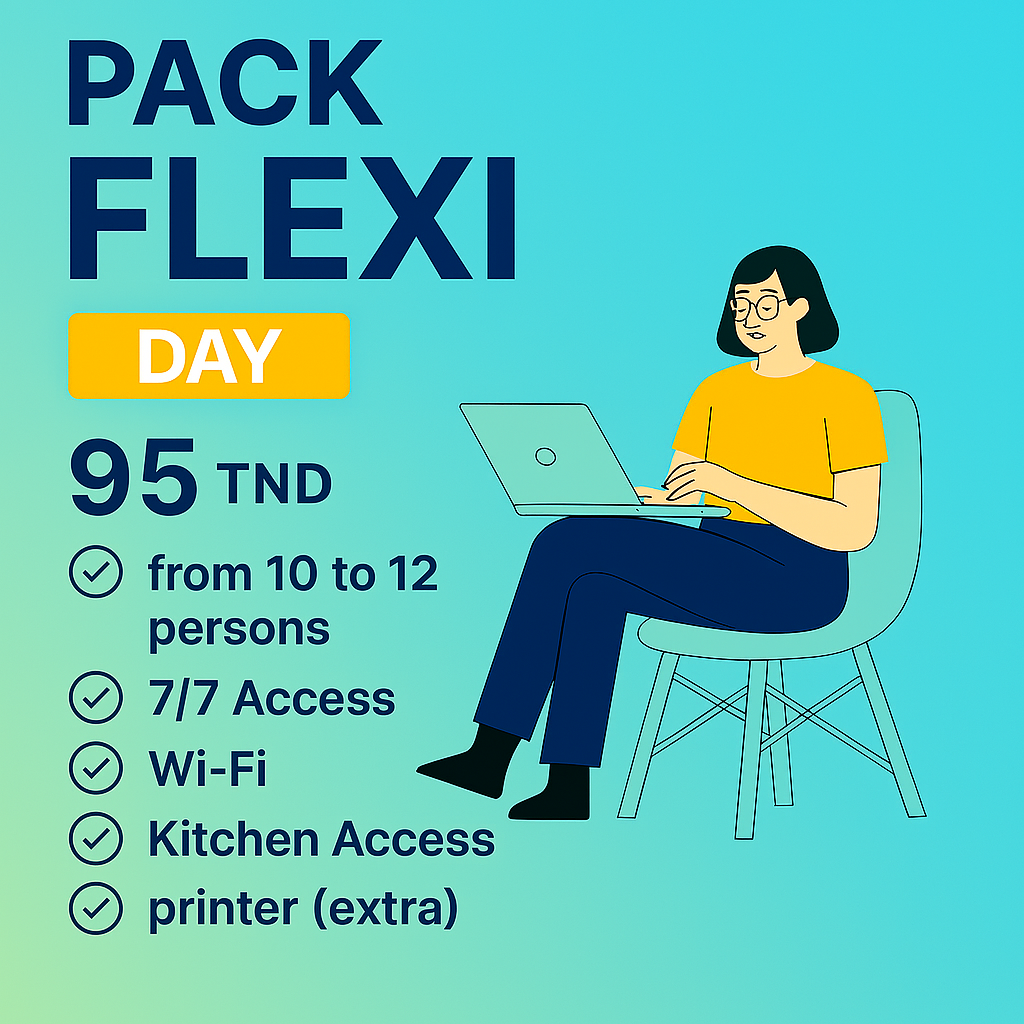 PACK
FLEXI
DAY
95 TND
from 10 to 12
persons
7/7 Access
Wi-Fi
Kitchen Access
printer (extra)